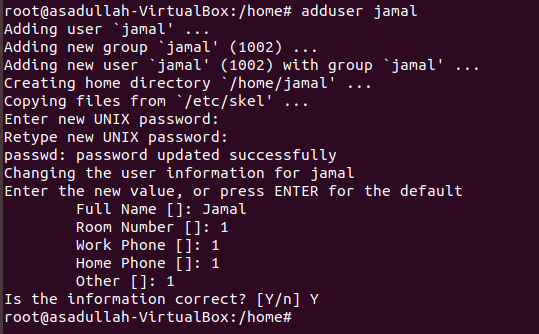 root@asadullah-VirtualBox:/home# adduser jamal
Adding user `jamal' ...
Adding new group `jamal' (1002) ...
Adding new user `jamal' (1002) with group `jamal' ...
Creating home directory `/home/jamal' ...
Copying files from `/etc/skel' ...
Enter new UNIX password:
Retype new UNIX password:
passwd: password updated successfully
Changing the user information for jamal
Enter the new value, or press ENTER for the default
        Full Name []: Jamal
        Room Number []: 1
        Work Phone []: 1
        Home Phone []: 1
        Other []: 1
Is the information correct? [Y/n] Y
root@asadullah-VirtualBox:/home#